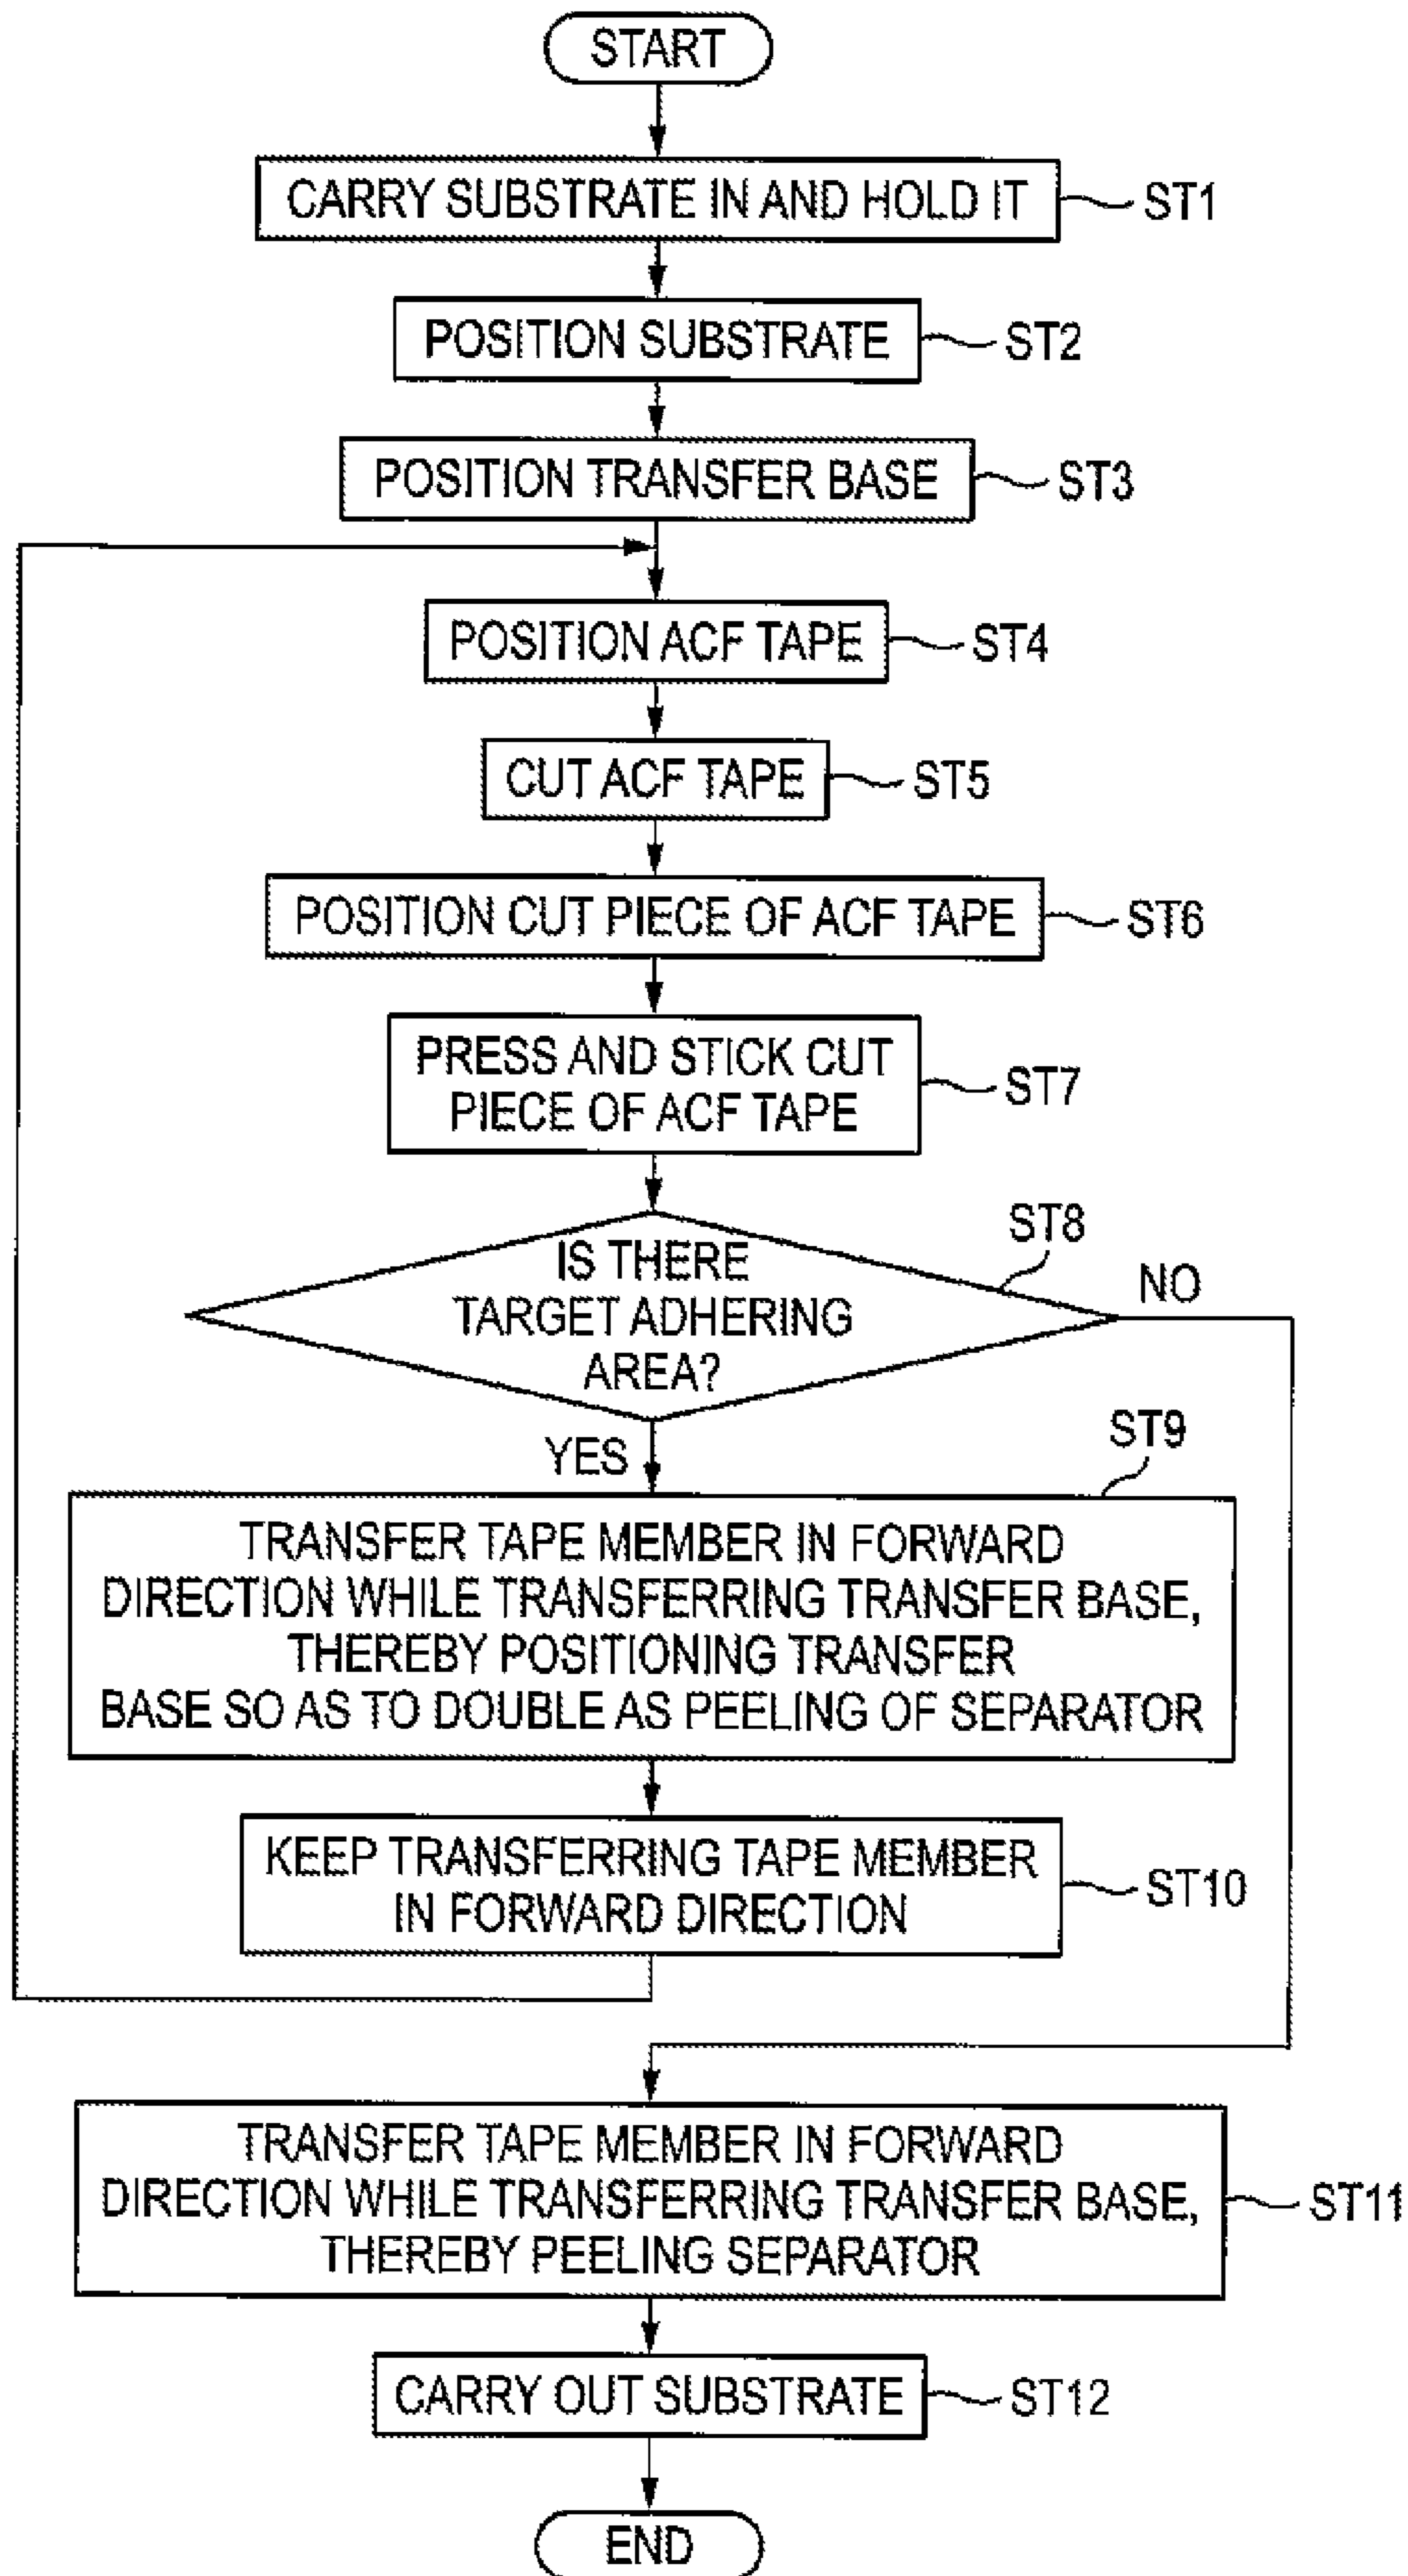 START
CARRY SUBSTRATE IN AND HOLD IT
ST1
POSITION SUBSTRATE
ST2
POSITION TRANSFER BASE
ST3
POSITION ACF TAPE
ST4
CUT ACF TAPE
ST5
POSITION CUT PIECE OF ACF TAPE
ST6
PRESS AND STICK CUT
PIECE OF ACF TAPE
ST7
IS THERE
TARGET ADHERING
AREA?
ST8
NO
YES
ST9
TRANSFER TAPE MEMBER IN FORWARD
DIRECTION WHILE TRANSFERRING TRANSFER BASE,
THEREBY POSITIONING TRANSFER
BASE SO AS TO DOUBLE AS PEELING OF SEPARATOR
KEEP TRANSFERRING TAPE MEMBER
IN FORWARD DIRECTION
ST10
TRANSFER TAPE MEMBER IN FORWARD
DIRECTION WHILE TRANSFERRING TRANSFER BASE,
THEREBY PEELING SEPARATOR
ST11
CARRY OUT SUBSTRATE
ST12
END